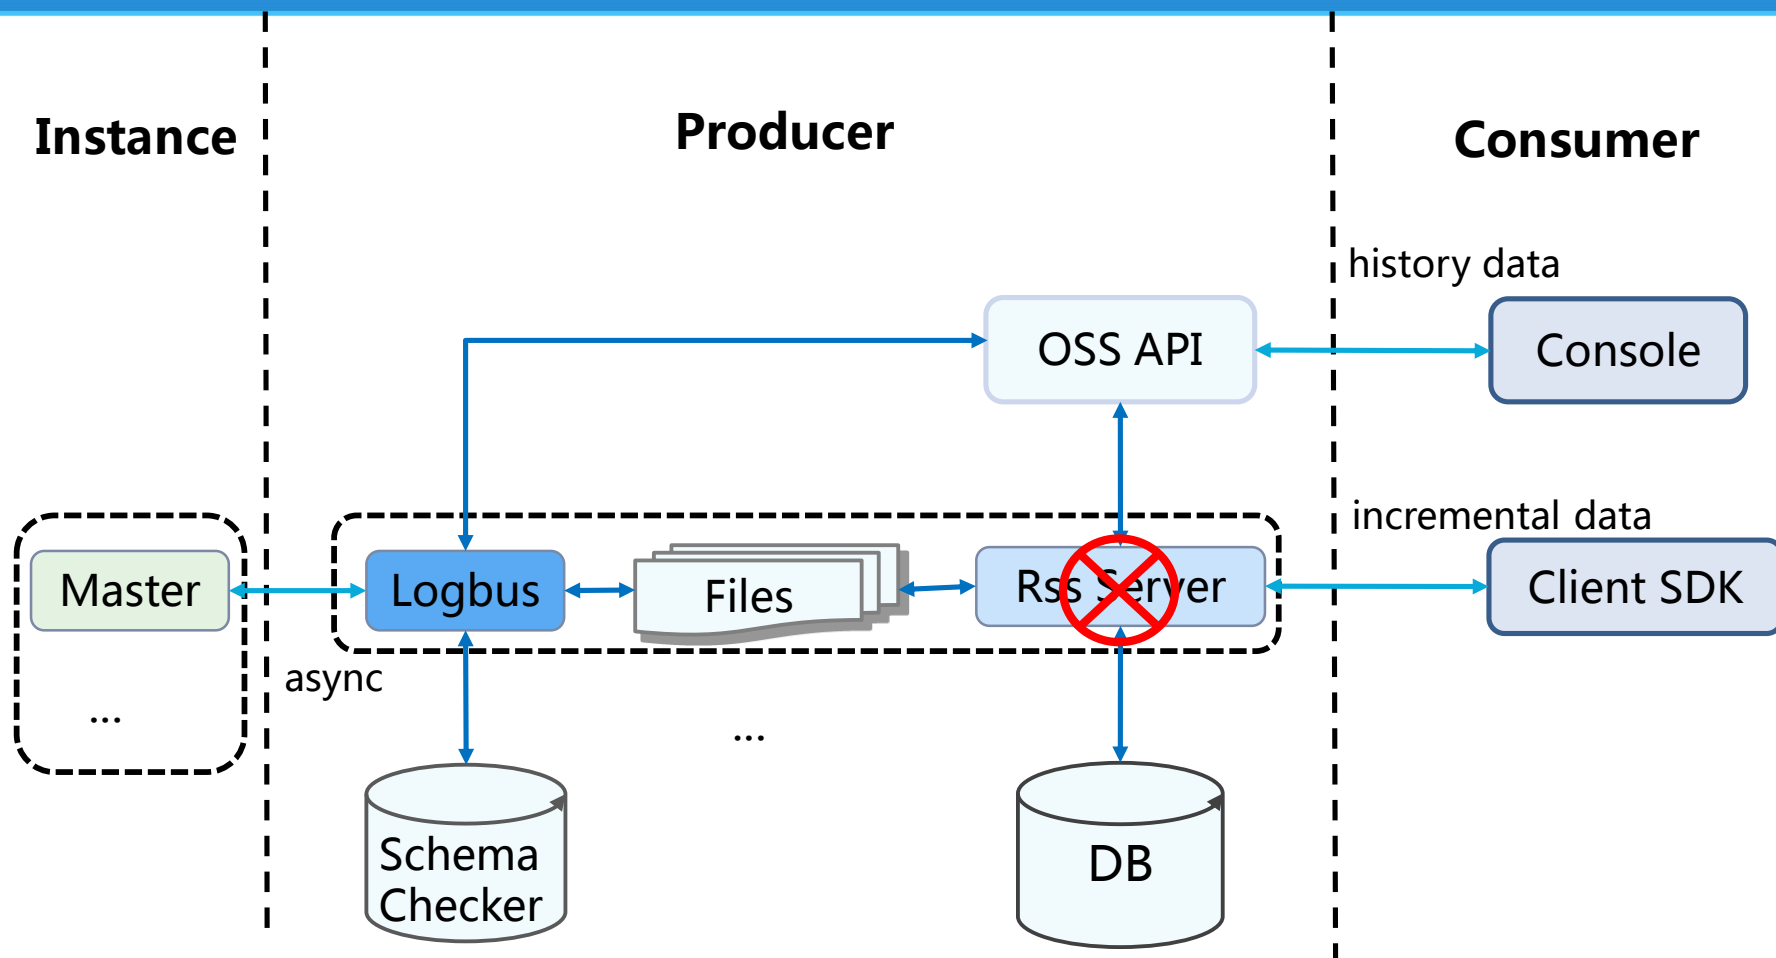 Instance
Producer
Consumer
history data
OSS API
Console
incremental data
Master
Logbus
Files
Rss Server
Client SDK
async
...
...
Schema
Checker
DB